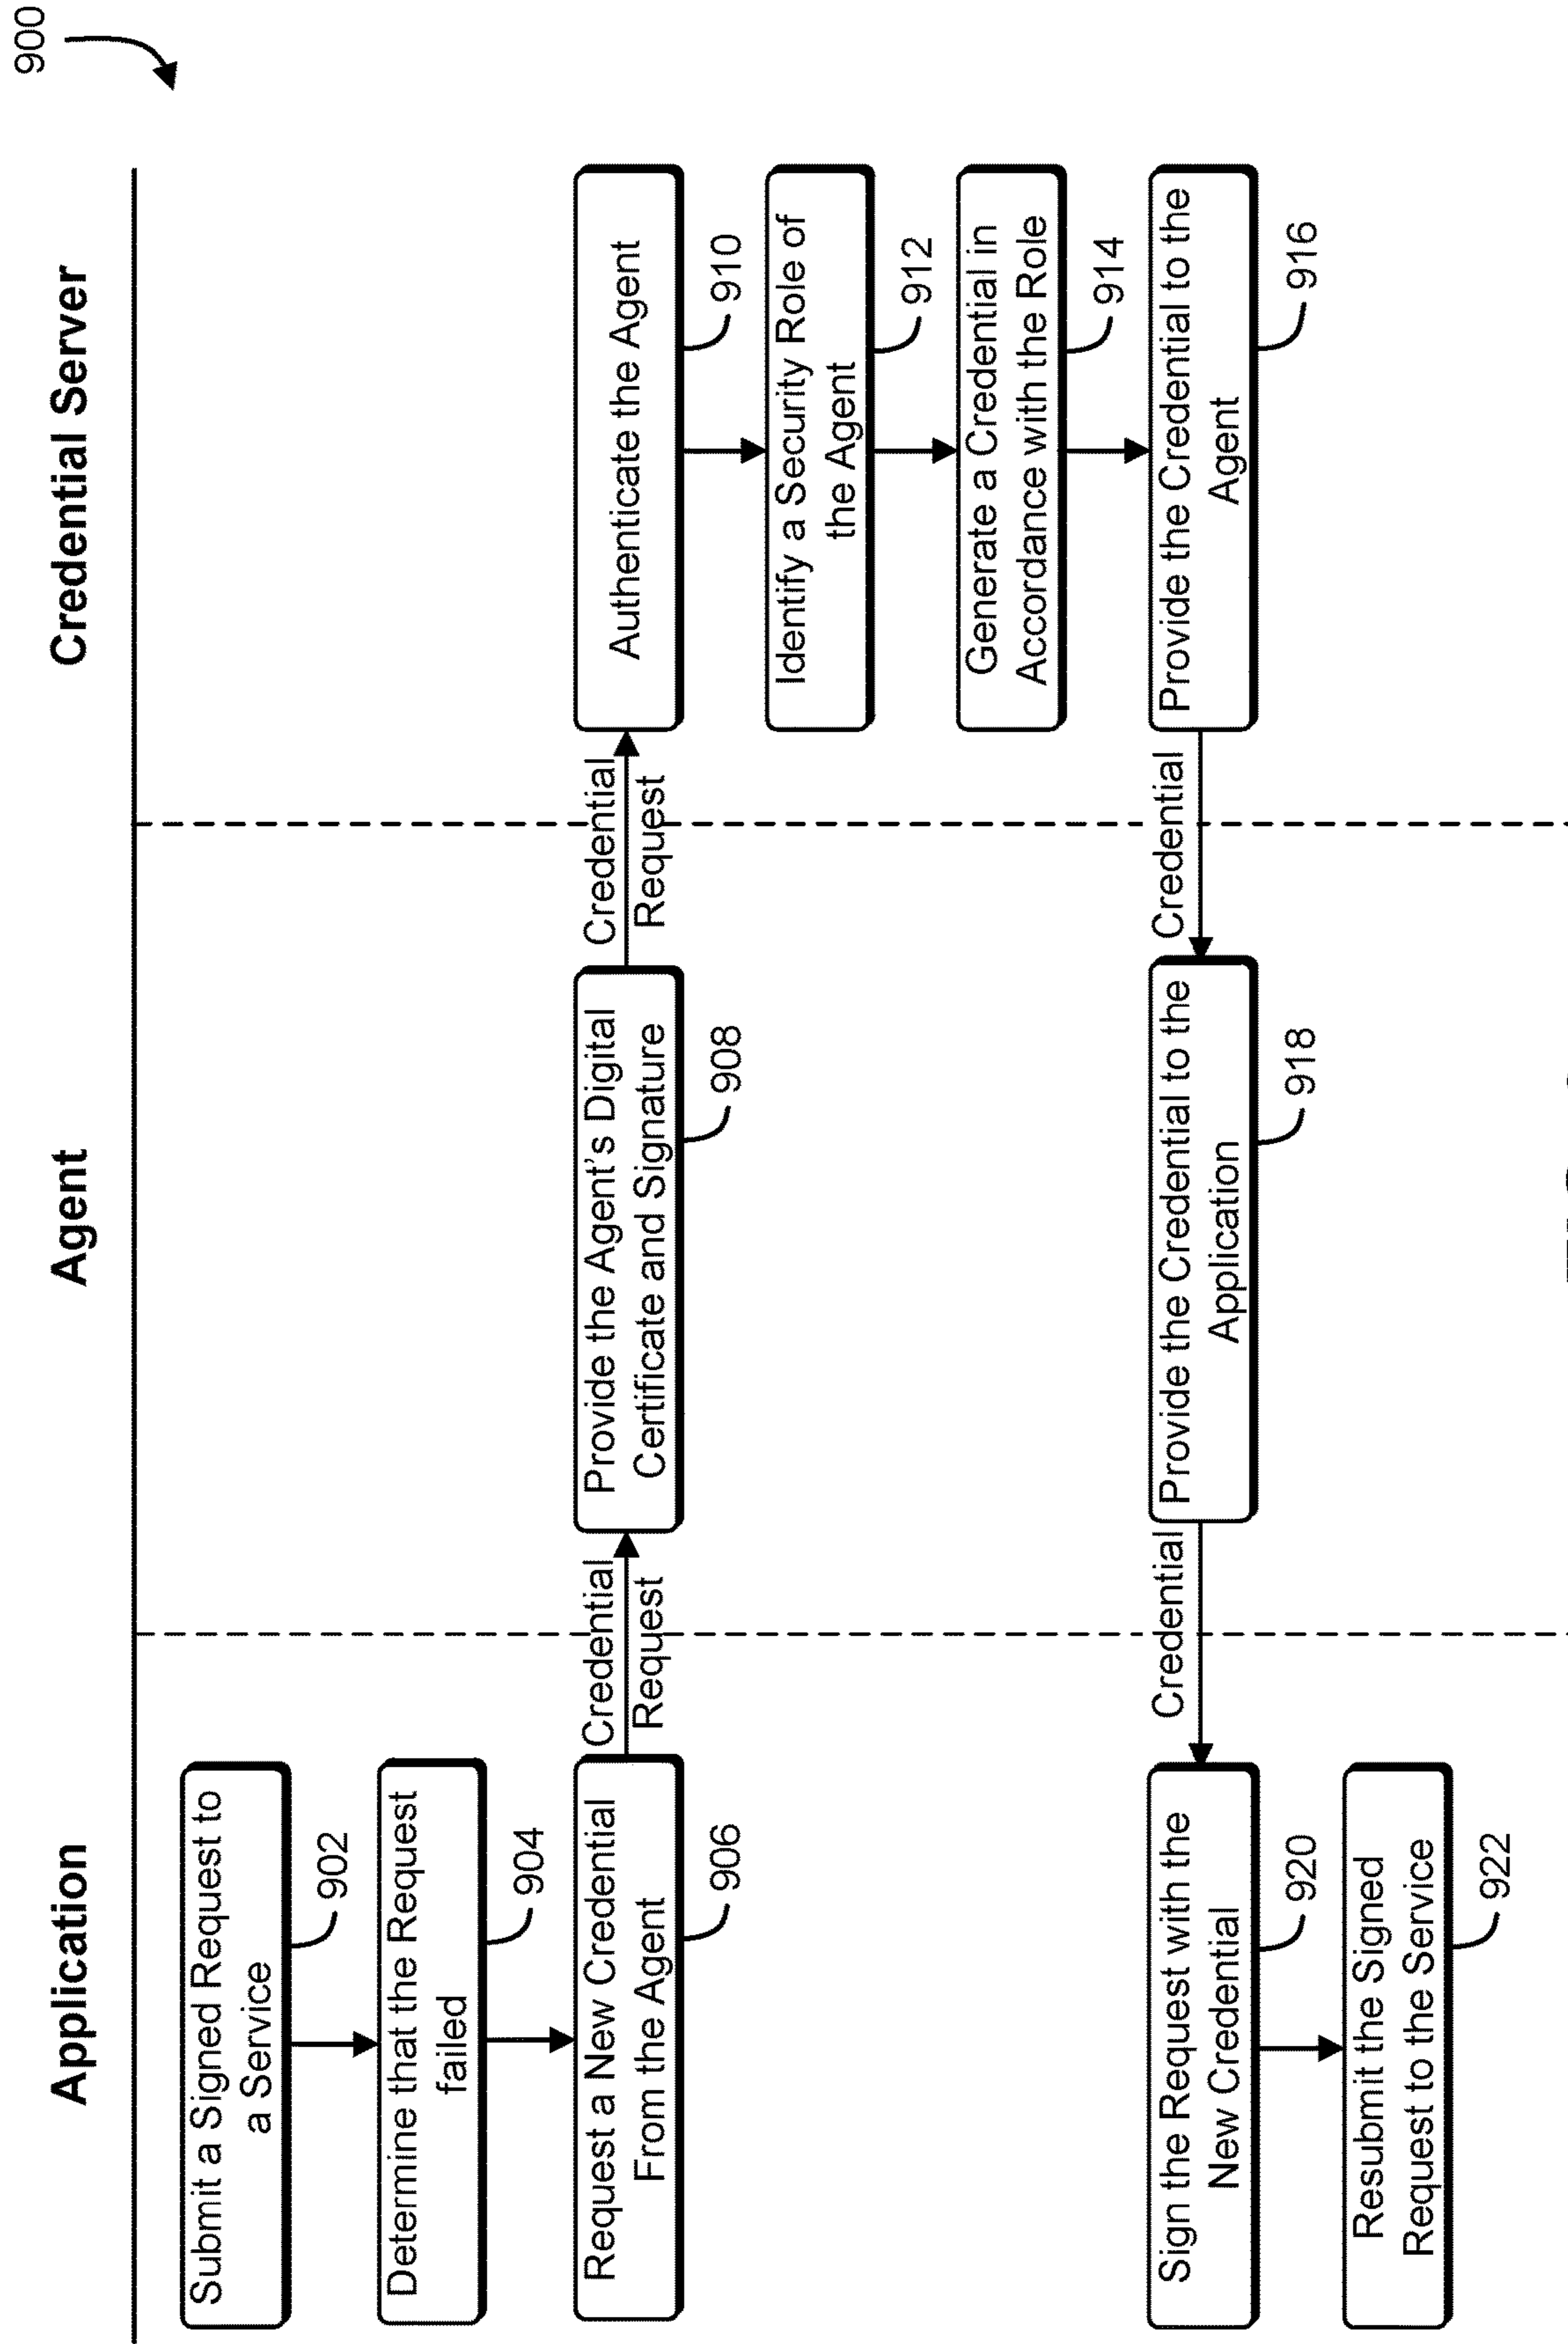 900
Application
Agent
Credential Server
Submit a Signed Request to
a Service
902
Determine that the Request
failed
904
Request a New Credential
From the Agent
906
Credential
Request
Provide the Agent's Digital
Certificate and Signature
908
Credential
Request
Authenticate the Agent
910
Identify a Security Role of
the Agent
912
Generate a Credential in
Accordance with the Role
914
Provide the Credential to the
Agent
916
Credential
Provide the Credential to the
Application
918
Credential
Sign the Request with the
New Credential
920
Resubmit the Signed
Request to the Service
922